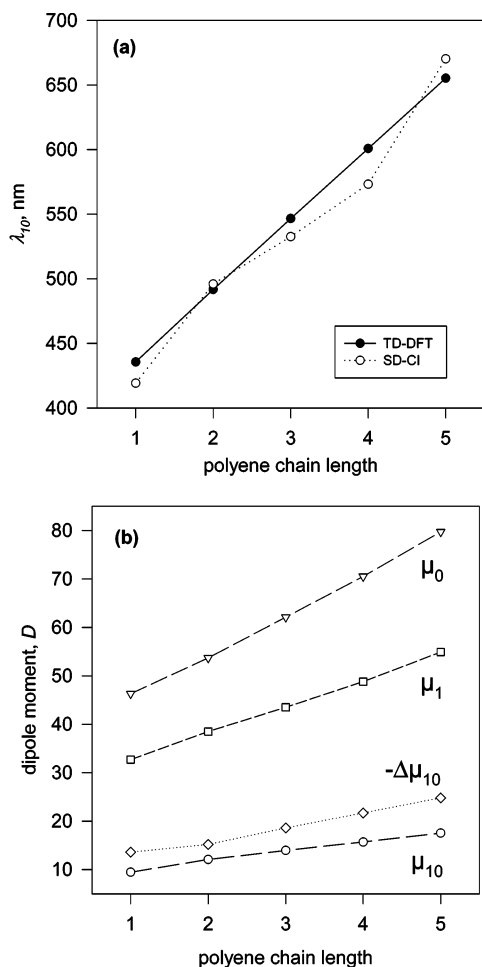 (a)
700
650
600
550
500
450
400
λ10, nm
TD-DFT
SD-CI
1 2 3 4 5
polyene chain length
(b)
80
70
60
50
40
30
20
10
dipole moment, D
μ0
μ1
-Δμ10
μ10
1 2 3 4 5
polyene chain length